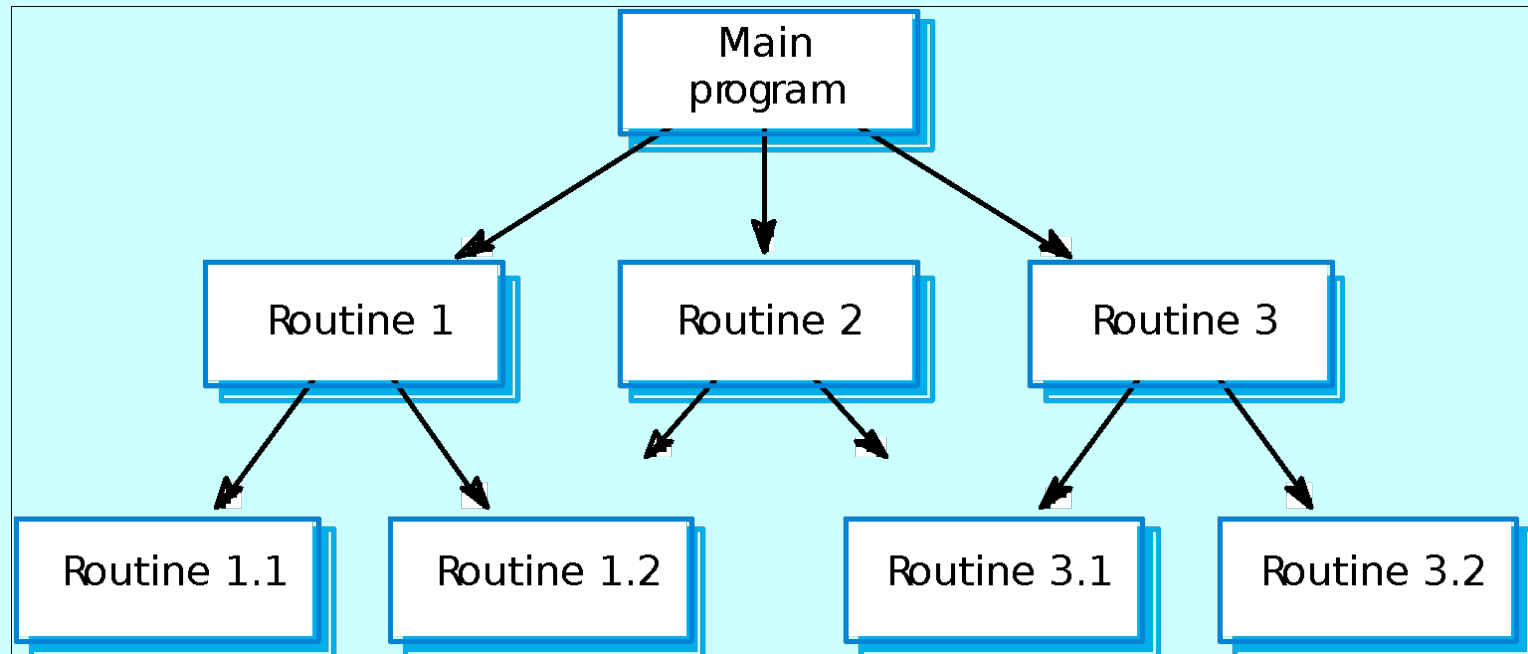 Main
program
Routine 1
Routine 2
Routine 3
Routine 1.1
Routine 1.2
Routine 3.1
Routine 3.2